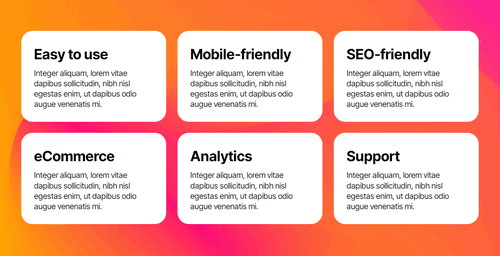 Easy to use
Integer aliquam, lorem vitae
dapibus sollicitudin, nibh nisl
egestas enim, ut dapibus odio
augue venenatis mi.
Mobile-friendly
Integer aliquam, lorem vitae
dapibus sollicitudin, nibh nisl
egestas enim, ut dapibus odio
augue venenatis mi.
SEO-friendly
Integer aliquam, lorem vitae
dapibus sollicitudin, nibh nisl
egestas enim, ut dapibus odio
augue venenatis mi.
eCommerce
Integer aliquam, lorem vitae
dapibus sollicitudin, nibh nisl
egestas enim, ut dapibus odio
augue venenatis mi.
Analytics
Integer aliquam, lorem vitae
dapibus sollicitudin, nibh nisl
egestas enim, ut dapibus odio
augue venenatis mi.
Support
Integer aliquam, lorem vitae
dapibus sollicitudin, nibh nisl
egestas enim, ut dapibus odio
augue venenatis mi.